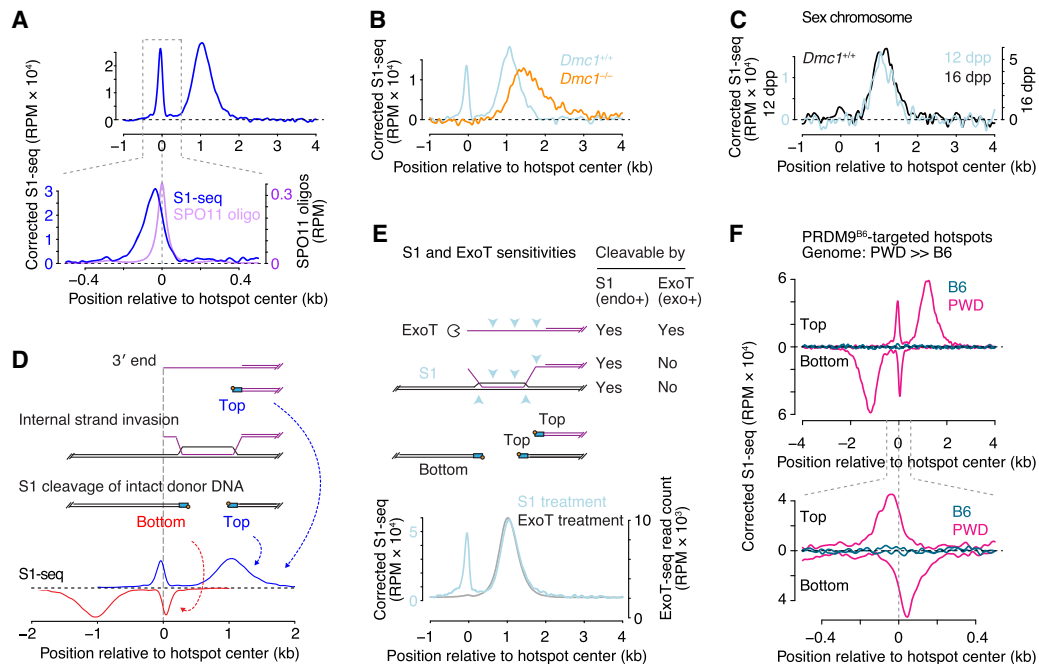 A
Corrected S1-seq (RPM × 10⁴)
2
1
0
−1 0 1 2 3 4
3
2
1
0
S1-seq
SPO11 oligo
0.3
0
SPO11 oligos
(RPM)
−0.4 0 0.4
Position relative to hotspot center (kb)
B
Corrected S1-seq
(RPM × 10⁴)
1
0
Dmc1+/+
Dmc1−/−
−1 0 1 2 3 4
Position relative to hotspot center (kb)
C
Sex chromosome
Corrected S1-seq
(RPM × 10⁴)
12 dpp
1
0
Dmc1+/+
12 dpp
16 dpp
5
0
16 dpp
−1 0 1 2 3 4
Position relative to hotspot center (kb)
D
3′ end
Top
Internal strand invasion
S1 cleavage of intact donor DNA
Bottom
Top
S1-seq
−2 −1 0 1 2
Position relative to hotspot center (kb)
E
S1 and ExoT sensitivities
Cleavable by
S1
(endo+)
ExoT
(exo+)
ExoT
Yes Yes
S1
Yes No
Yes No
Top
Top
Bottom
Corrected S1-seq
(RPM × 10⁴)
5
0
S1 treatment
ExoT treatment
10
0
ExoT-seq read count
(RPM × 10³)
−1 0 1 2 3 4
Position relative to hotspot center (kb)
F
PRDM9ᴮ⁶-targeted hotspots
Genome: PWD >> B6
Corrected S1-seq (RPM × 10⁴)
6
0
6
B6
PWD
Top
Bottom
−4 −2 0 2 4
Position relative to hotspot center (kb)
4
0
4
B6
PWD
Top
Bottom
−0.4 0 0.4
Position relative to hotspot center (kb)